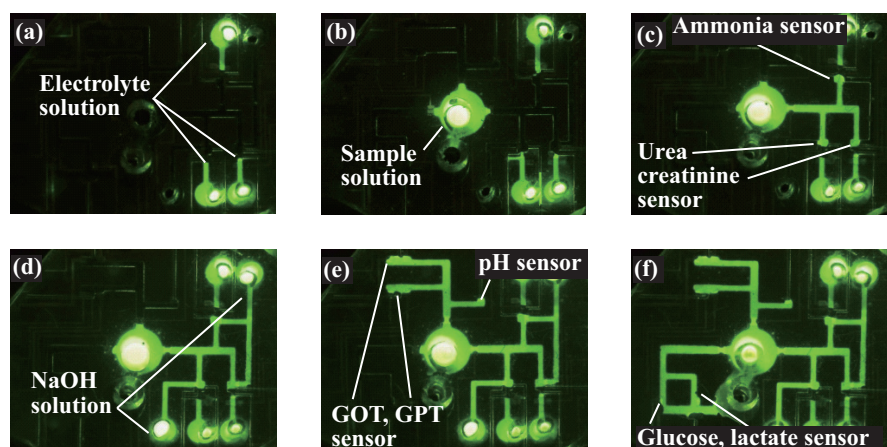 (a)
Electrolyte
solution
(b)
Sample
solution
(c)
Ammonia sensor
Urea
creatinine
sensor
(d)
NaOH
solution
(e)
pH sensor
GOT, GPT
sensor
(f)
Glucose, lactate sensor